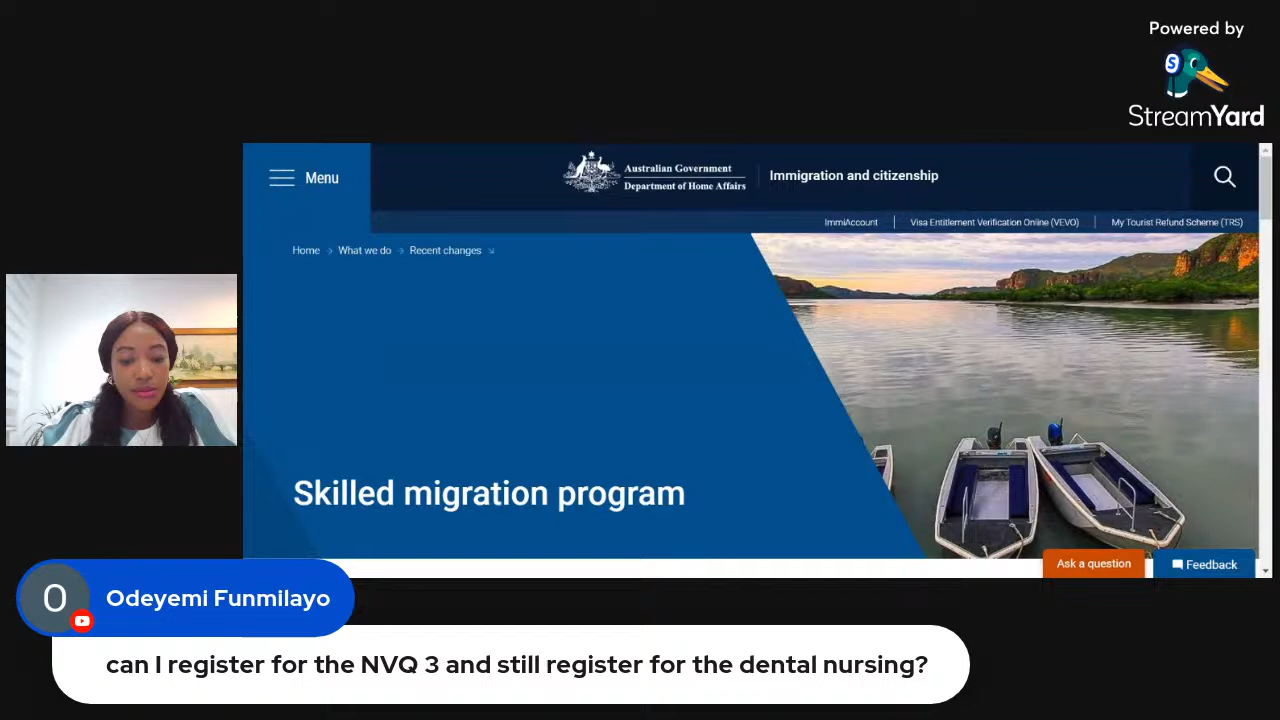 Powered by
StreamYard
Menu
Australian Government
Department of Home Affairs
Immigration and citizenship
ImmiAccount
Visa Entitlement Verification Online (VEVO)
My Tourist Refund Scheme (TRS)
Home
What we do
Recent changes
Skilled migration program
Ask a question
Feedback
O
Odeyemi Funmilayo
can I register for the NVQ 3 and still register for the dental nursing?